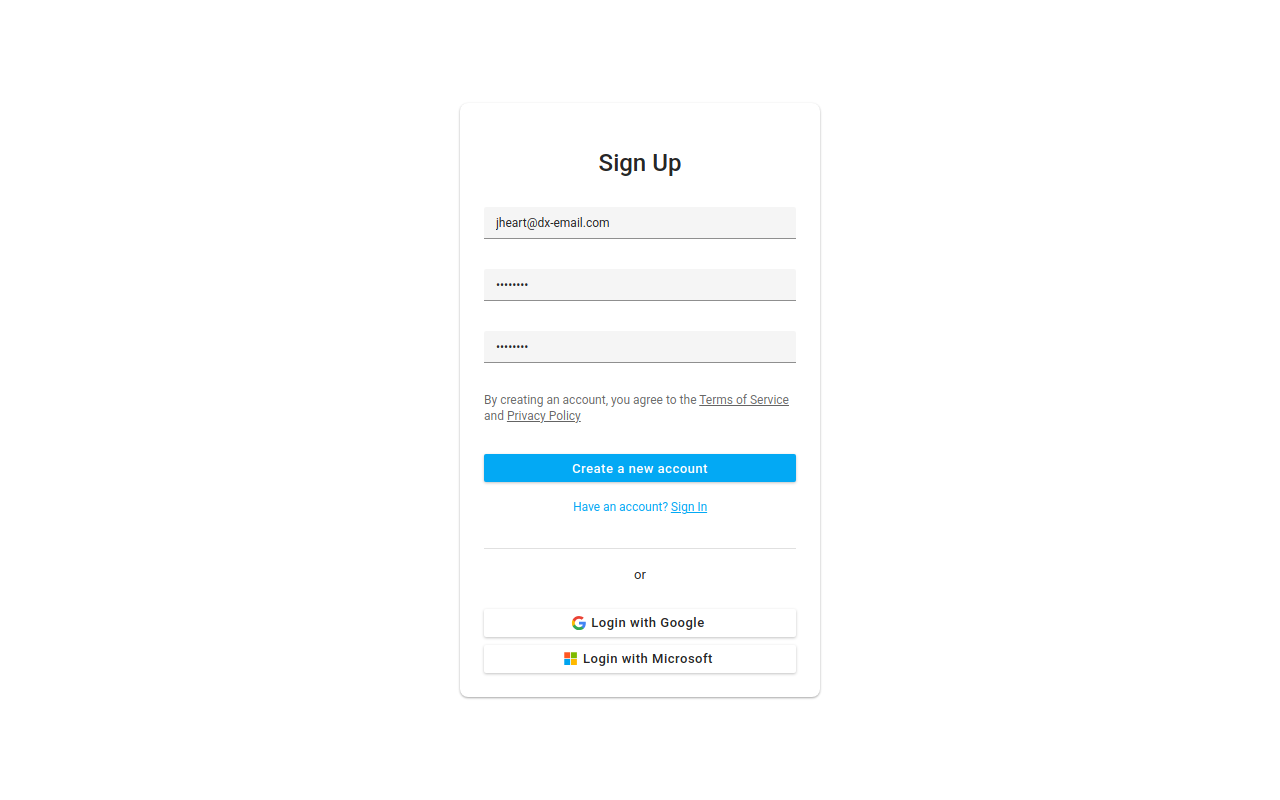 Sign Up
jheart@dx-email.com
••••••••
••••••••
By creating an account, you agree to the Terms of Service
and Privacy Policy
Create a new account
Have an account? Sign In
or
Login with Google
Login with Microsoft